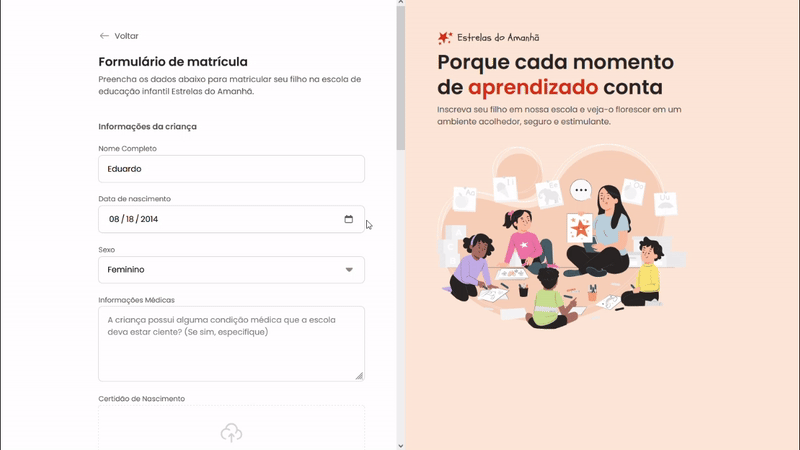 Voltar
Formulário de matrícula
Preencha os dados abaixo para matricular seu filho na escola de
educação infantil Estrelas do Amanhã.
Informações da criança
Nome Completo
Eduardo
Data de nascimento
08 / 18 / 2014
Sexo
Feminino
Informações Médicas
A criança possui alguma condição médica que a escola
deva estar ciente? (Se sim, especifique)
Certidão de Nascimento
Estrelas do Amanhã
Porque cada momento
de aprendizado conta
Inscreva seu filho em nossa escola e veja-o florescer em um
ambiente acolhedor, seguro e estimulante.